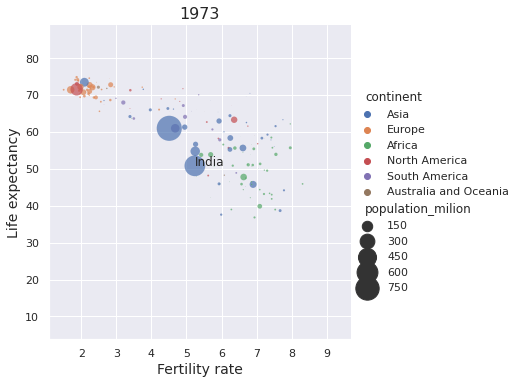 1973
Life expectancy
80
70
60
50
40
30
20
10
India
2 3 4 5 6 7 8 9
Fertility rate
continent
Asia
Europe
Africa
North America
South America
Australia and Oceania
population_milion
150
300
450
600
750